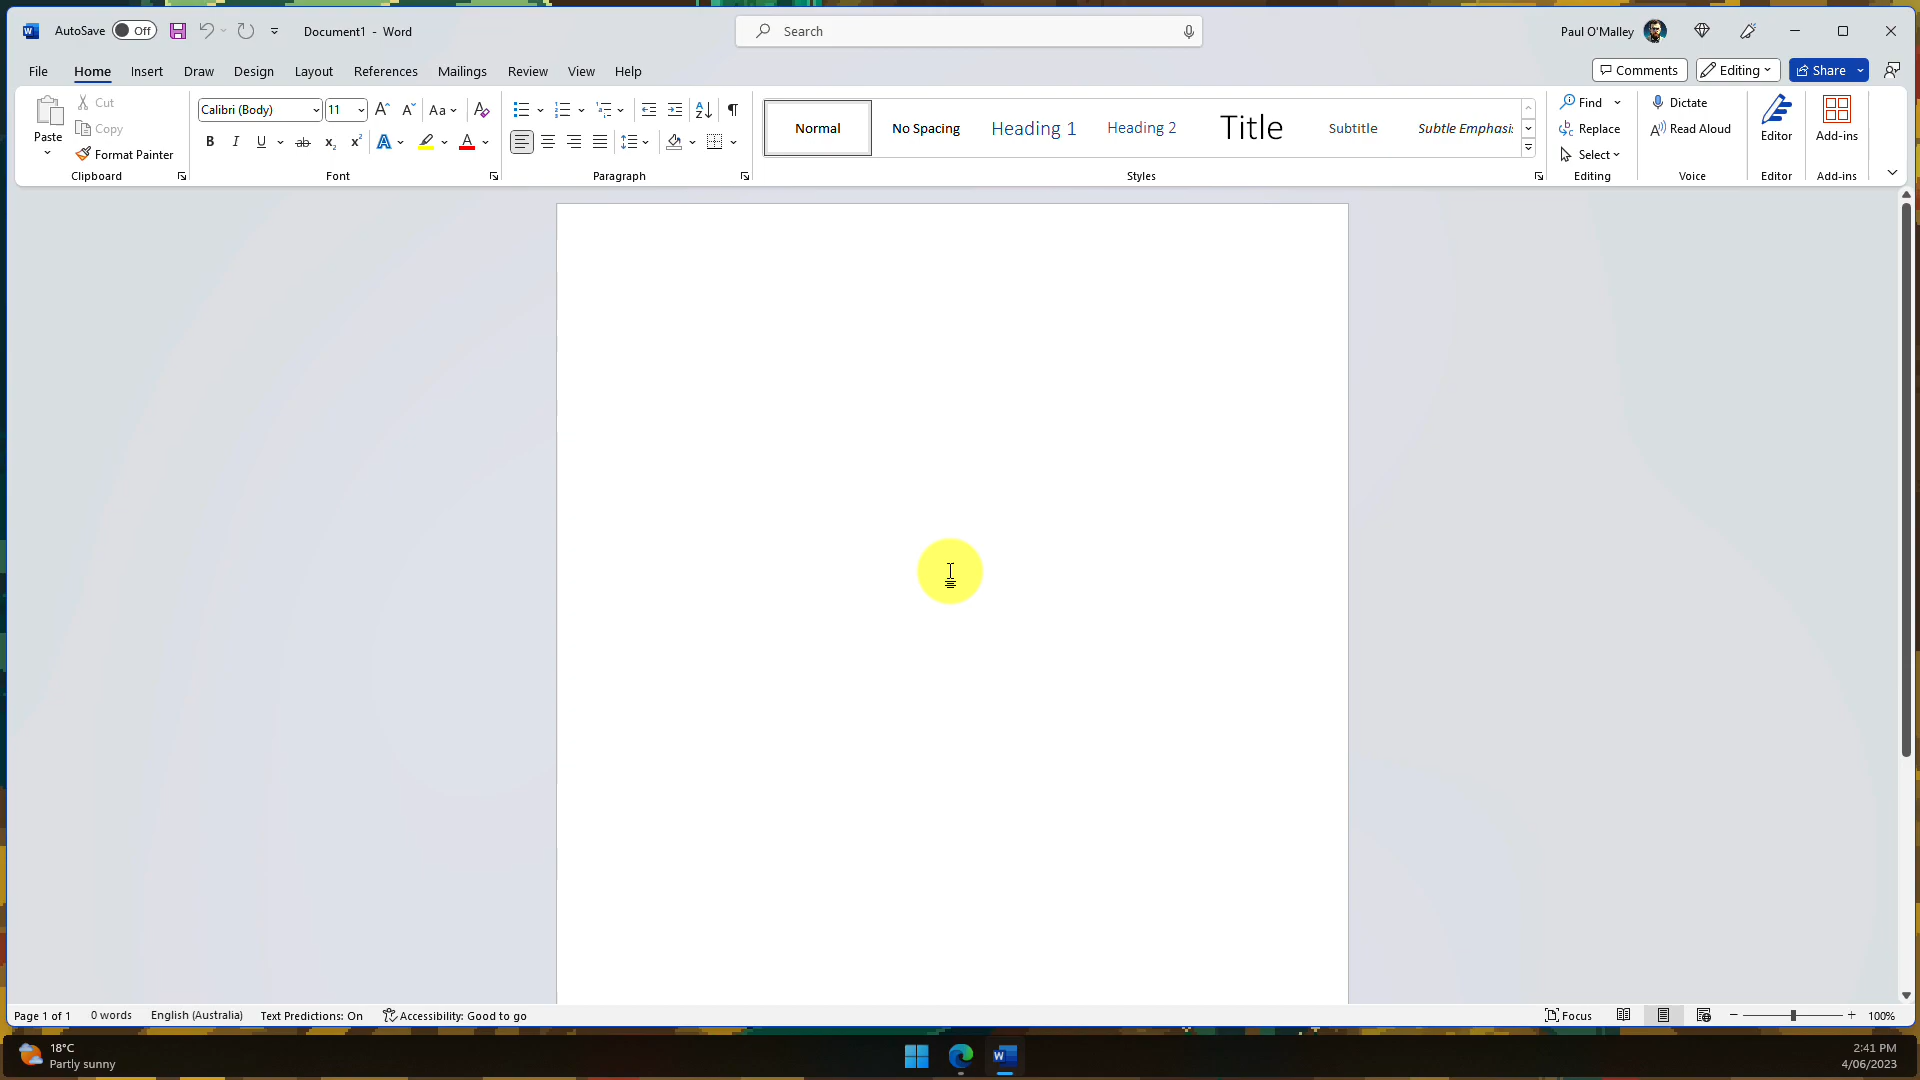 AutoSave Off Document1 - Word Search Paul O'Malley
File Home Insert Draw Design Layout References Mailings Review View Help Comments Editing Share
Paste Cut Copy Format Painter Clipboard
Calibri (Body) 11 Aa
B I U ab x₂ x² A A Font
Paragraph
Normal No Spacing Heading 1 Heading 2 Title Subtitle Subtle Emphasis Styles
Find Replace Select Editing
Dictate Read Aloud Voice
Editor Editor
Add-ins Add-ins
Page 1 of 1 0 words English (Australia) Text Predictions: On Accessibility: Good to go Focus 100%
18°C 2:41 PM
Partly sunny 4/06/2023